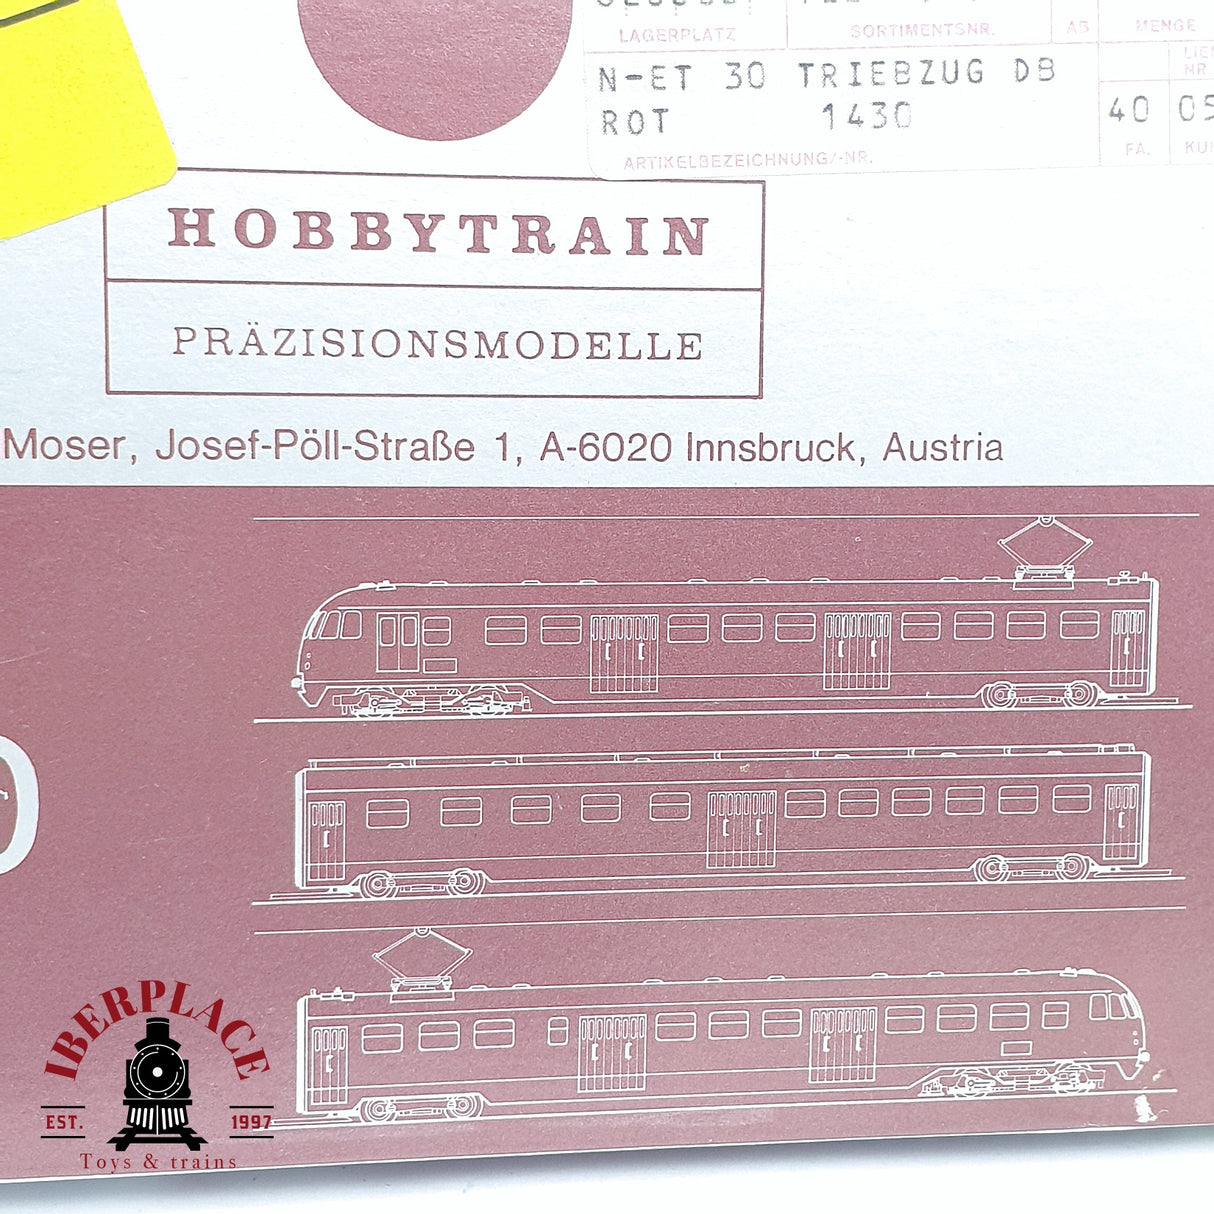 LAGERPLATZ SORTIMENTSNR. AB MENGE
N-ET 30 TRIEBZUG DB
ROT 1430 40 05
ARTIKELBEZEICHNUNG/-NR. FA.
HOBBYTRAIN
PRÄZISIONSMODELLE
Moser, Josef-Pöll-Straße 1, A-6020 Innsbruck, Austria
IBERPLACE
EST. 1997
Toys & trains